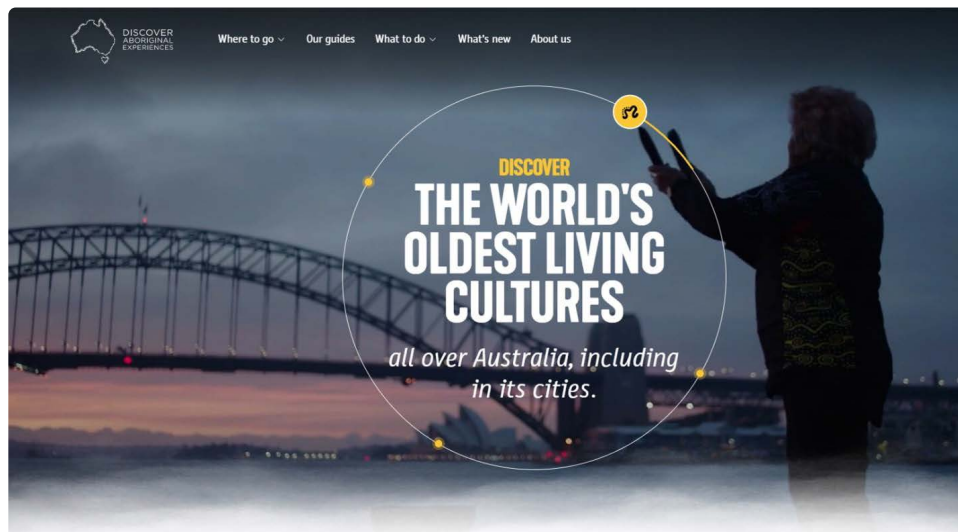 DISCOVER
ABORIGINAL
EXPERIENCES
Where to go
Our guides
What to do
What's new
About us
DISCOVER
THE WORLD'S
OLDEST LIVING
CULTURES
all over Australia, including
in its cities.